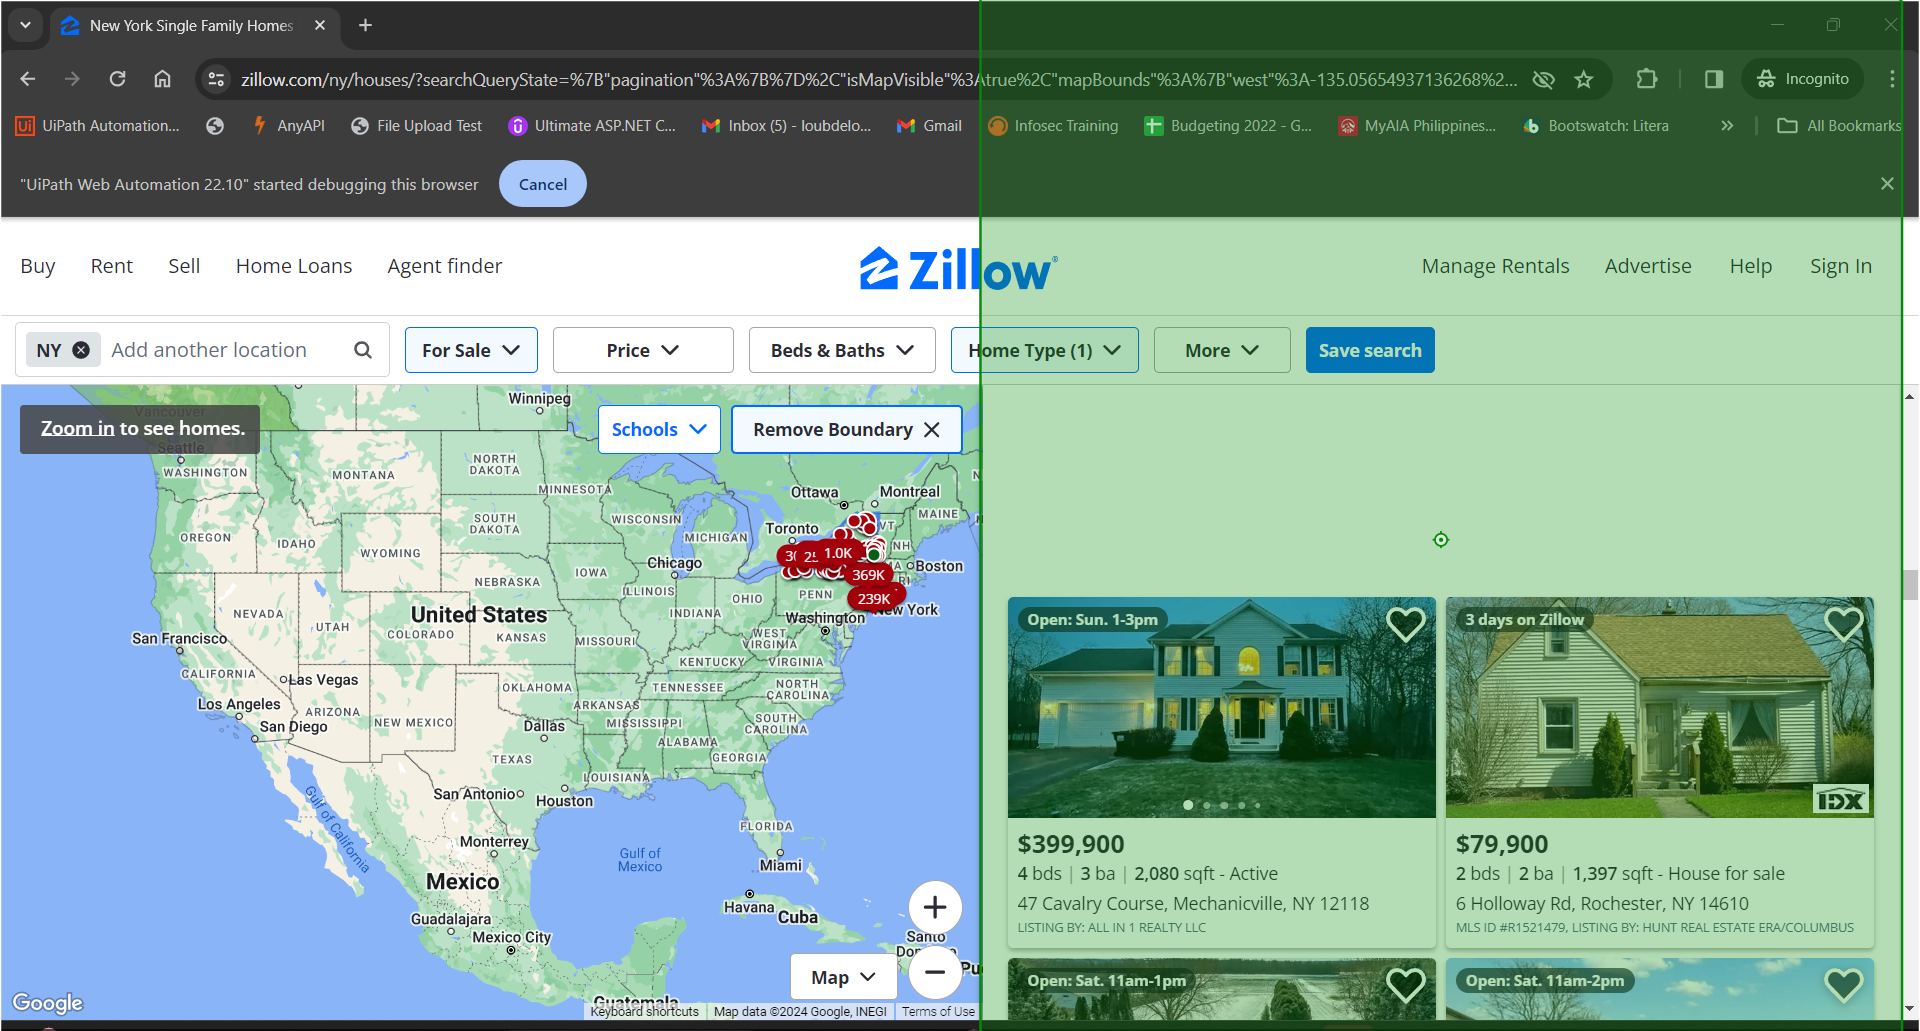 New York Single Family Homes
zillow.com/ny/houses/?searchQueryState=%7B"pagination"%3A%7B%7D%2C"isMapVisible"%3Atrue%2C"mapBounds"%3A%7B"west"%3A-135.05654937136268%2...
Incognito
UiPath Automation...
AnyAPI
File Upload Test
Ultimate ASP.NET C...
Inbox (5) - loubdelo...
Gmail
Infosec Training
Budgeting 2022 - G...
MyAIA Philippines...
Bootswatch: Litera
All Bookmarks
"UiPath Web Automation 22.10" started debugging this browser
Cancel
Buy
Rent
Sell
Home Loans
Agent finder
Zillow
Manage Rentals
Advertise
Help
Sign In
NY
Add another location
For Sale
Price
Beds & Baths
Home Type (1)
More
Save search
Zoom in to see homes.
Schools
Remove Boundary
Vancouver
Seattle
Winnipeg
WASHINGTON
MONTANA
NORTH DAKOTA
MINNESOTA
Ottawa
Montreal
MAINE
OREGON
IDAHO
WYOMING
SOUTH DAKOTA
WISCONSIN
MICHIGAN
Toronto
VT
NH
1.0K
369K
239K
Boston
RI
Chicago
NEBRASKA
IOWA
ILLINOIS
INDIANA
OHIO
PENN
New York
Washington
NEVADA
UTAH
COLORADO
United States
KANSAS
MISSOURI
WEST VIRGINIA
KENTUCKY
VIRGINIA
San Francisco
CALIFORNIA
Las Vegas
OKLAHOMA
TENNESSEE
NORTH CAROLINA
Los Angeles
ARIZONA
NEW MEXICO
ARKANSAS
MISSISSIPPI
SOUTH CAROLINA
San Diego
Dallas
ALABAMA
GEORGIA
TEXAS
LOUISIANA
San Antonio
Houston
Gulf of California
FLORIDA
Monterrey
Gulf of Mexico
Miami
Mexico
Havana
Cuba
Guadalajara
Mexico City
Santo
Guatemala
Map
Google
Keyboard shortcuts
Map data ©2024 Google, INEGI
Terms of Use
Open: Sun. 1-3pm
$399,900
4 bds | 3 ba | 2,080 sqft - Active
47 Cavalry Course, Mechanicville, NY 12118
LISTING BY: ALL IN 1 REALTY LLC
3 days on Zillow
IDX
$79,900
2 bds | 2 ba | 1,397 sqft - House for sale
6 Holloway Rd, Rochester, NY 14610
MLS ID #R1521479, LISTING BY: HUNT REAL ESTATE ERA/COLUMBUS
Open: Sat. 11am-1pm
Open: Sat. 11am-2pm